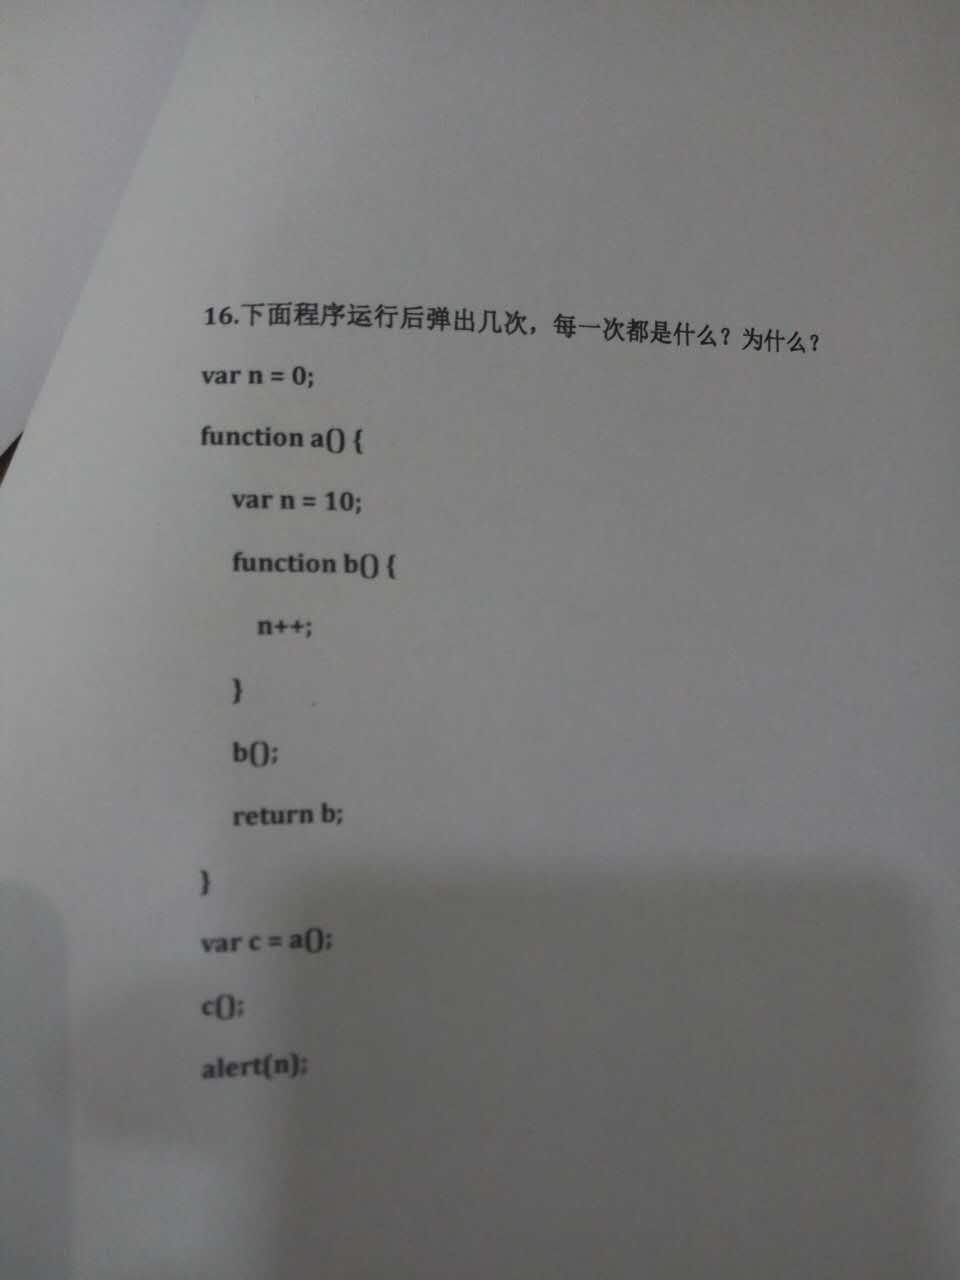 16.下面程序运行后弹出几次，每一次都是什么？为什么？
var n = 0;
function a() {
var n = 10;
function b() {
n++;
}
b();
return b;
}
var c = a();
c();
alert(n);